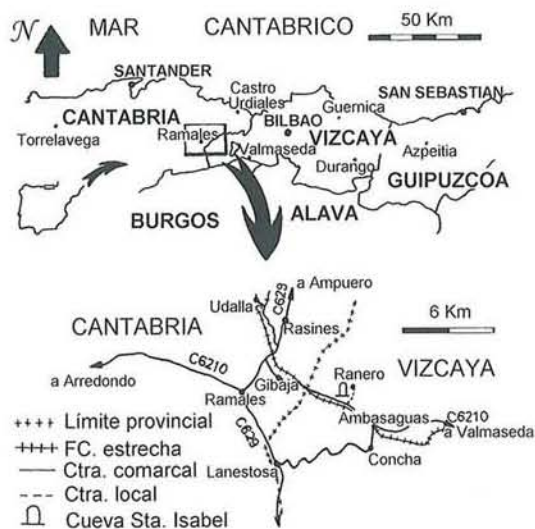 N MAR CANTABRICO 50 Km
SANTANDER
Castro Urdiales
Guernica
SAN SEBASTIAN
CANTABRIA
BILBAO
VIZCAYA
Torrelavega
Ramales
Valmaseda
Durango
Azpeitia
GUIPUZCÓA
BURGOS
ALAVA
a Ampuero
C629
6 Km
Udalla
CANTABRIA
Rasines
VIZCAYA
C6210
a Arredondo
Gibaja
Ranero
Ramales
Ambasaguas
C6210
a Valmaseda
C629
Concha
Lanestosa
Límite provincial
FC. estrecha
Ctra. comarcal
Ctra. local
Cueva Sta. Isabel